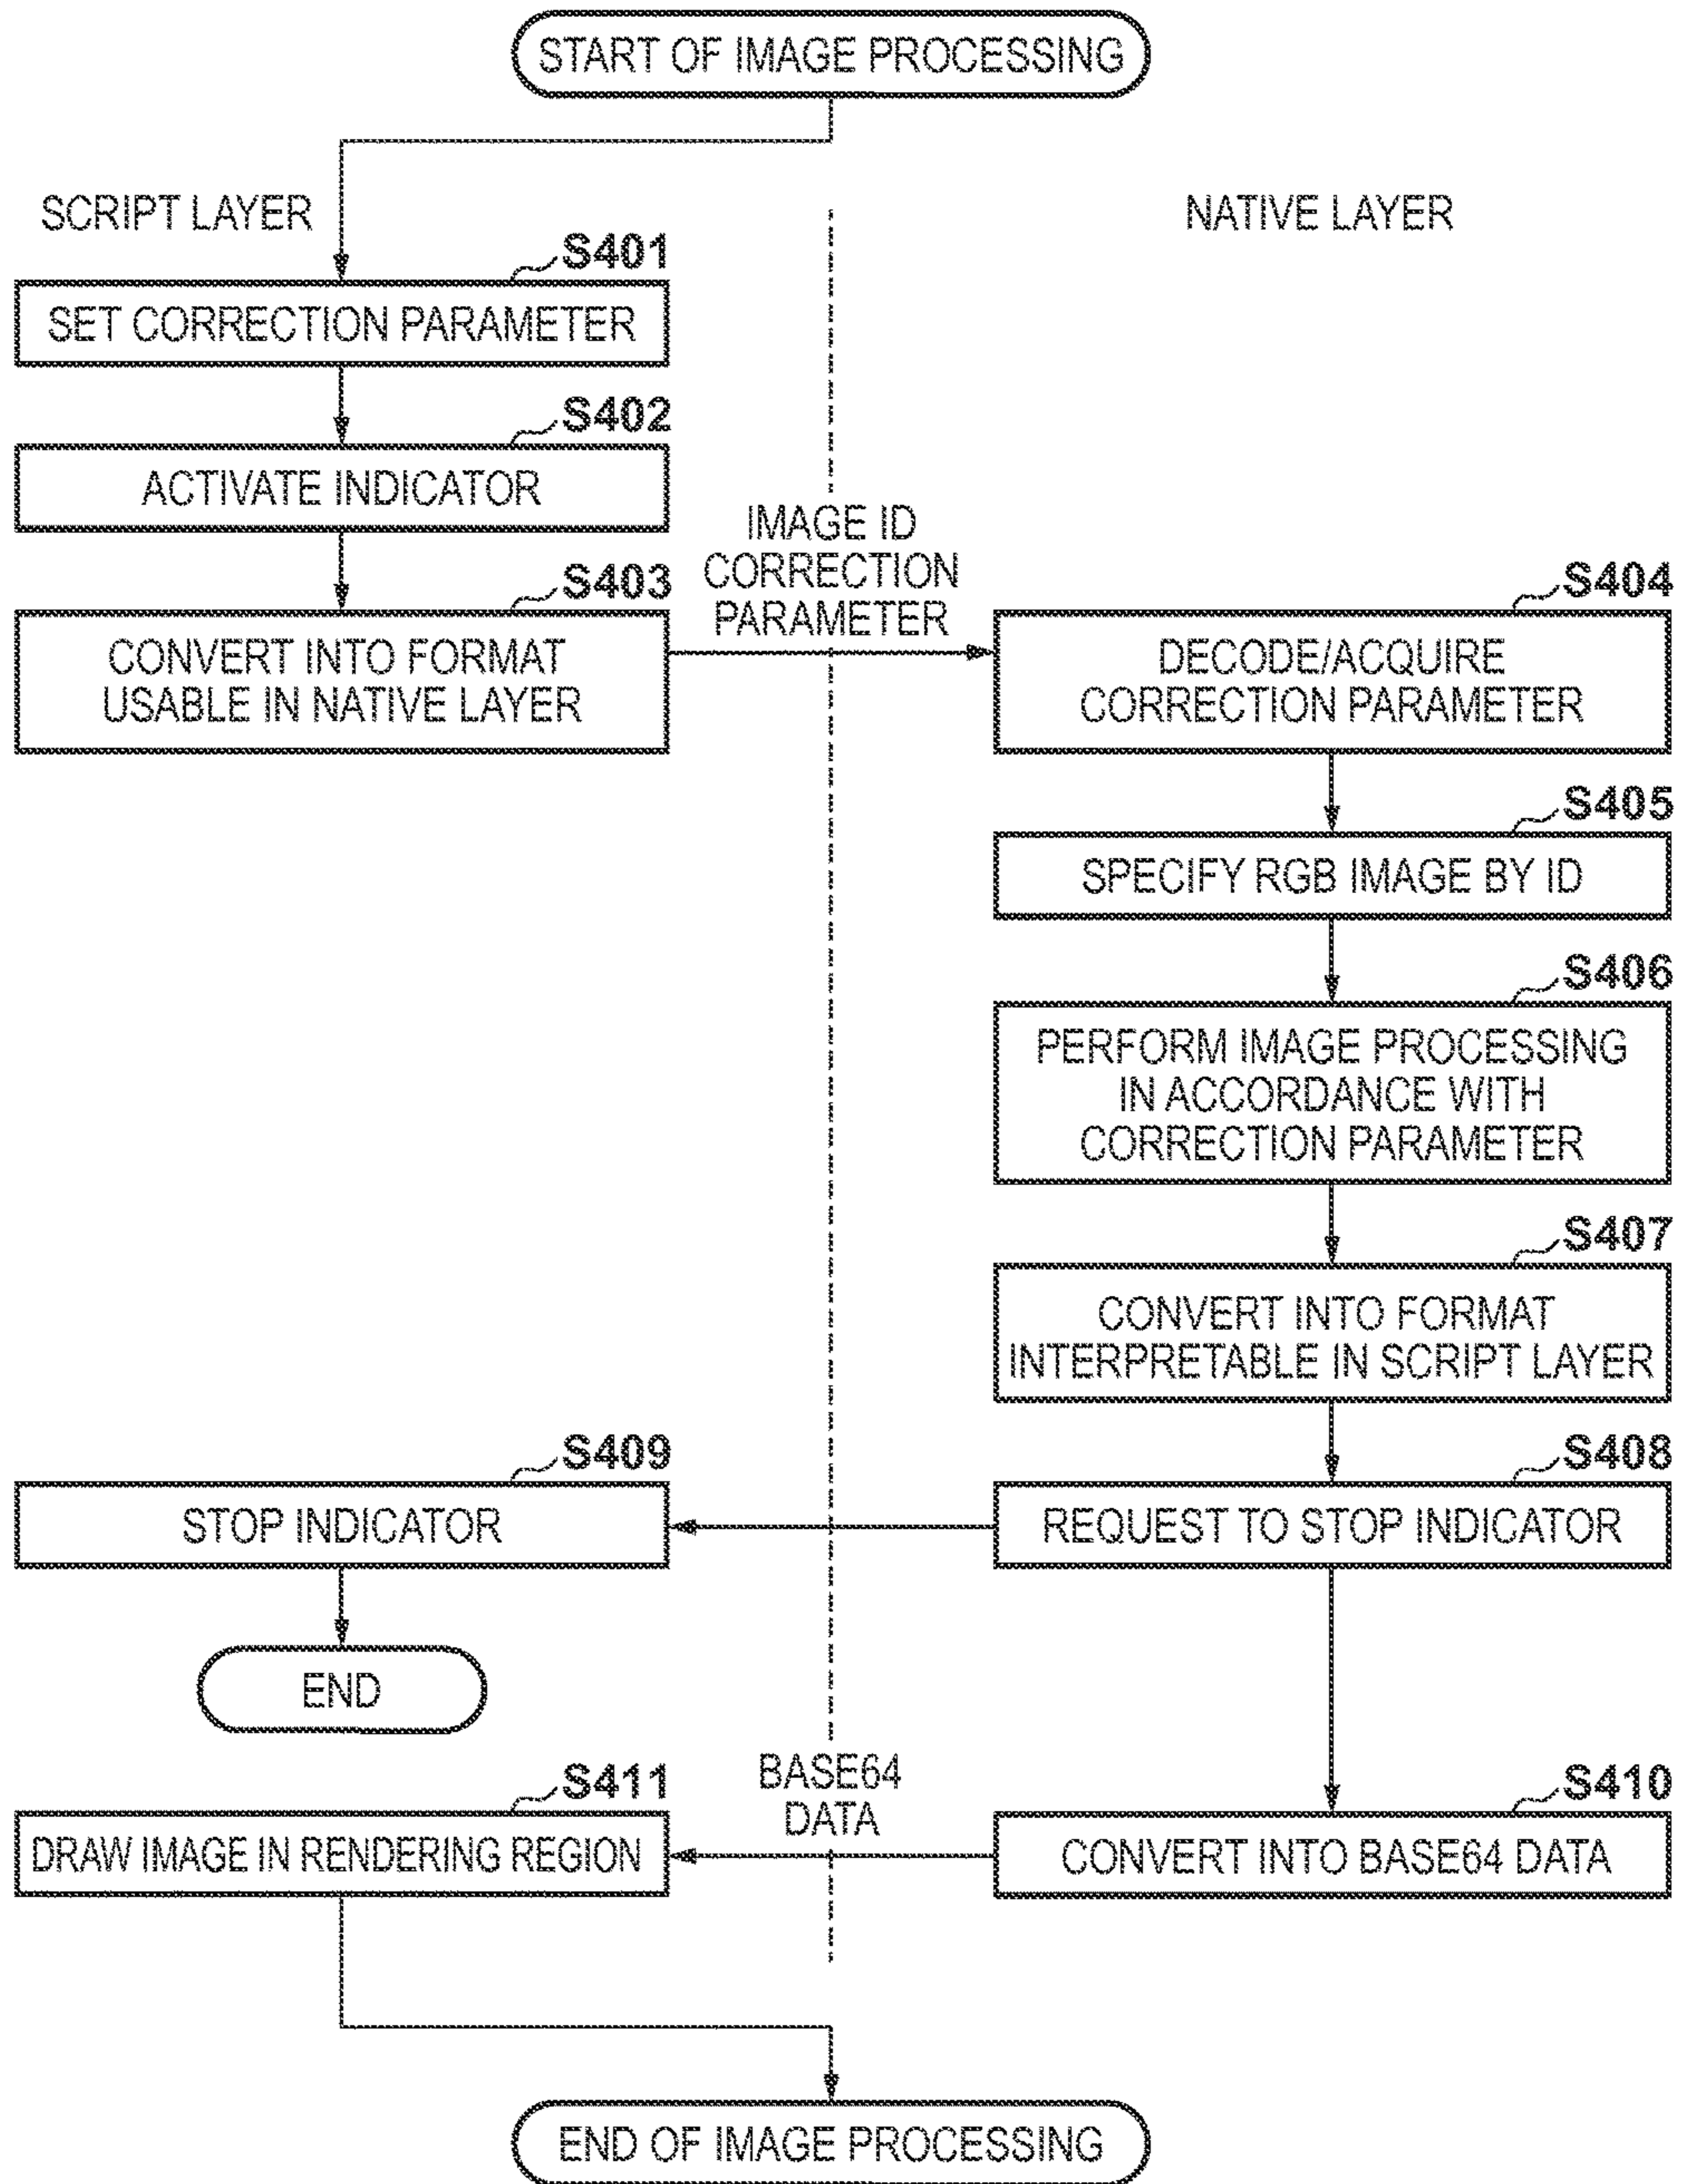 START OF IMAGE PROCESSING
SCRIPT LAYER
NATIVE LAYER
S401
SET CORRECTION PARAMETER
S402
ACTIVATE INDICATOR
S403
CONVERT INTO FORMAT
USABLE IN NATIVE LAYER
IMAGE ID
CORRECTION
PARAMETER
S404
DECODE/ACQUIRE
CORRECTION PARAMETER
S405
SPECIFY RGB IMAGE BY ID
S406
PERFORM IMAGE PROCESSING
IN ACCORDANCE WITH
CORRECTION PARAMETER
S407
CONVERT INTO FORMAT
INTERPRETABLE IN SCRIPT LAYER
S408
REQUEST TO STOP INDICATOR
S409
STOP INDICATOR
END
S410
CONVERT INTO BASE64 DATA
BASE64
DATA
S411
DRAW IMAGE IN RENDERING REGION
END OF IMAGE PROCESSING